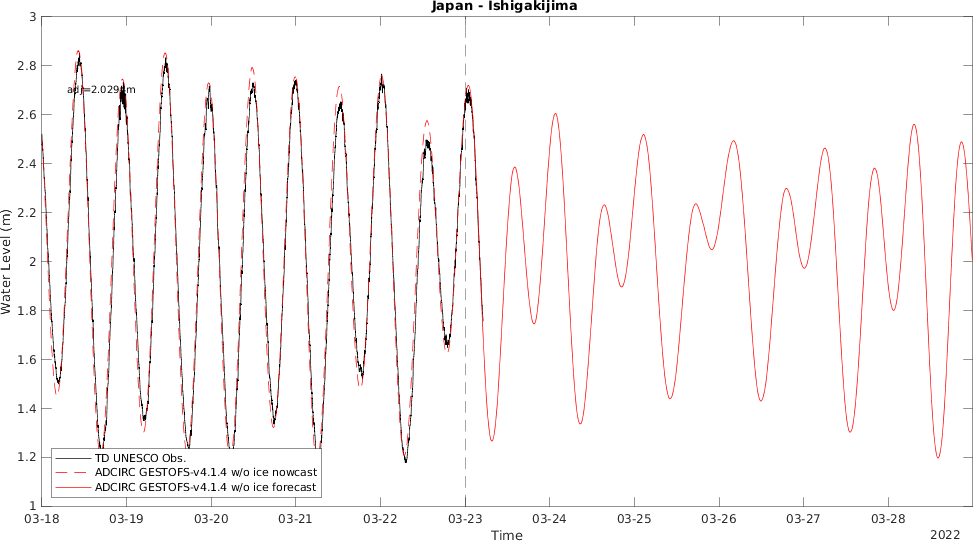 Japan - Ishigakijima
3
2.8
2.6
2.4
2.2
2
1.8
1.6
1.4
1.2
1
Water Level (m)
TD UNESCO Obs.
ADCIRC GESTOFS-v4.1.4 w/o ice nowcast
ADCIRC GESTOFS-v4.1.4 w/o ice forecast
03-18 03-19 03-20 03-21 03-22 03-23 03-24 03-25 03-26 03-27 03-28
Time
2022